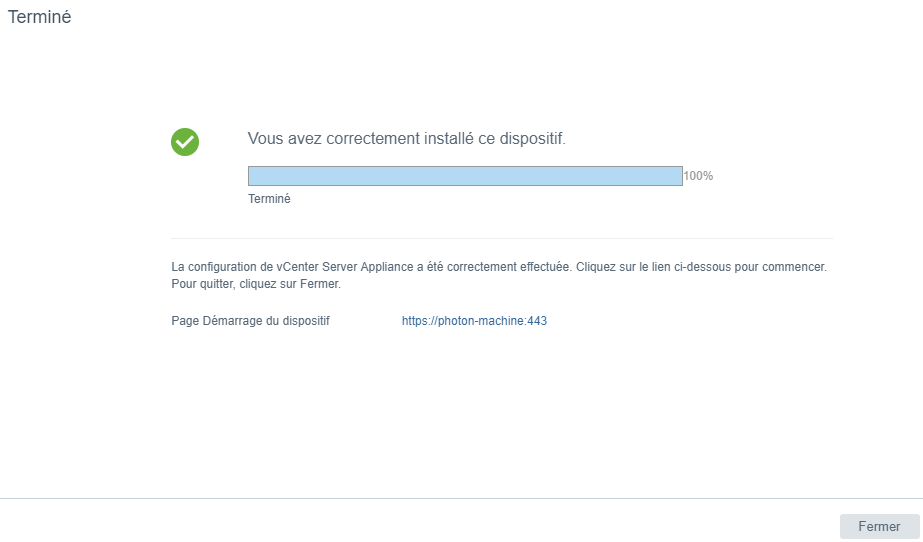 Terminé
Vous avez correctement installé ce dispositif.
100%
Terminé
La configuration de vCenter Server Appliance a été correctement effectuée. Cliquez sur le lien ci-dessous pour commencer.
Pour quitter, cliquez sur Fermer.
Page Démarrage du dispositif https://photon-machine:443
Fermer